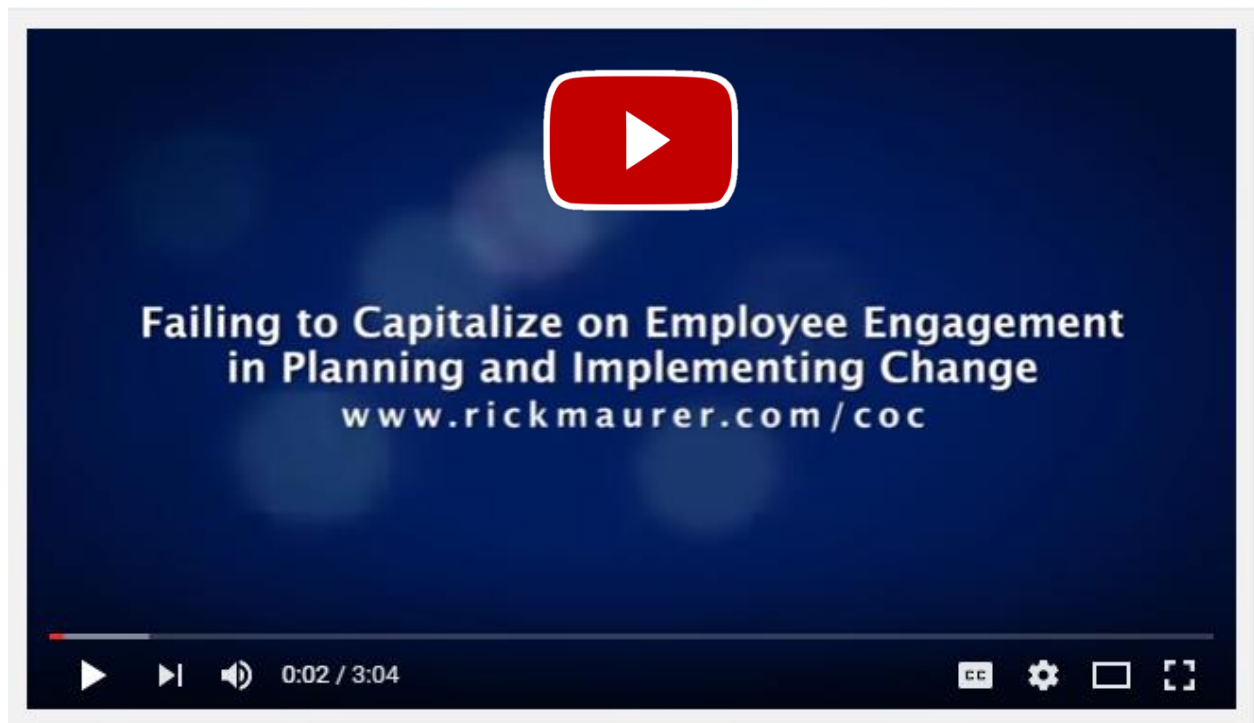 Failing to Capitalize on Employee Engagement
in Planning and Implementing Change
www.rickmaurer.com/coc
0:02 / 3:04
CC